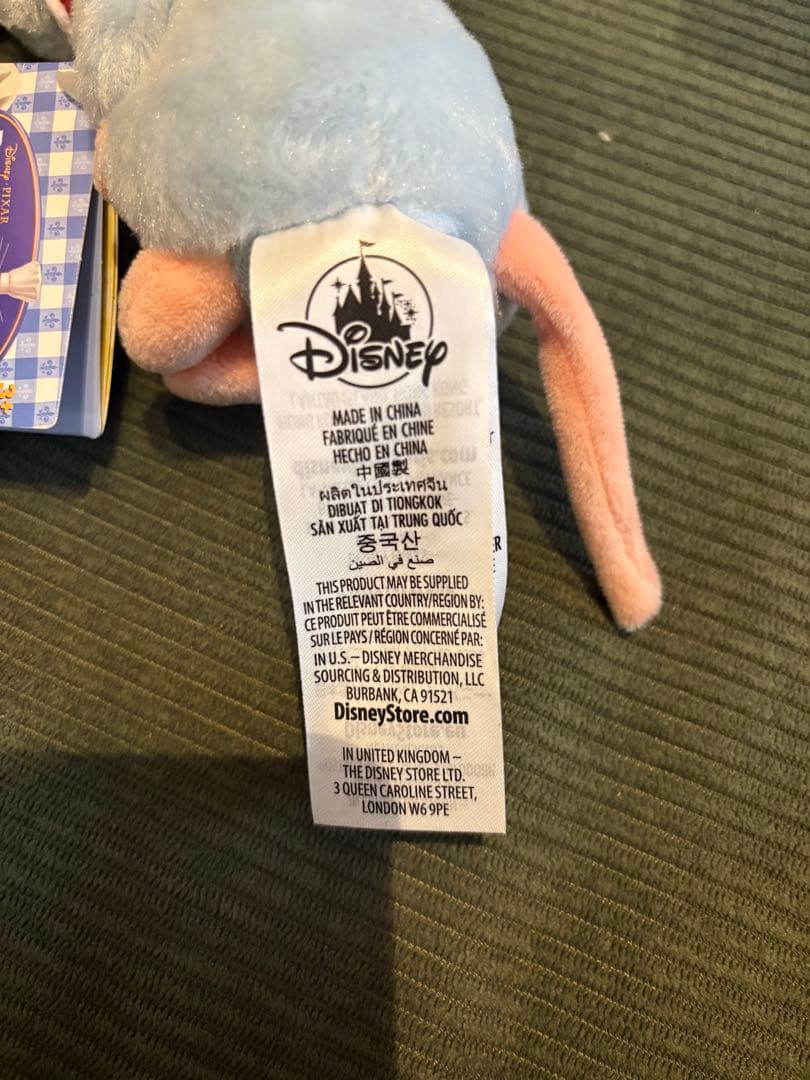 Disney · PIXAR
3+
Disney
MADE IN CHINA
FABRIQUÉ EN CHINE
HECHO EN CHINA
中國製
ผลิตในประเทศจีน
DIBUAT DI TIONGKOK
SẢN XUẤT TẠI TRUNG QUỐC
중국산
صنع في الصين
THIS PRODUCT MAY BE SUPPLIED
IN THE RELEVANT COUNTRY/REGION BY:
CE PRODUIT PEUT ÊTRE COMMERCIALISÉ
SUR LE PAYS / RÉGION CONCERNÉ PAR:
IN U.S.– DISNEY MERCHANDISE
SOURCING & DISTRIBUTION, LLC
BURBANK, CA 91521
DisneyStore.com
IN UNITED KINGDOM –
THE DISNEY STORE LTD.
3 QUEEN CAROLINE STREET,
LONDON W6 9PE